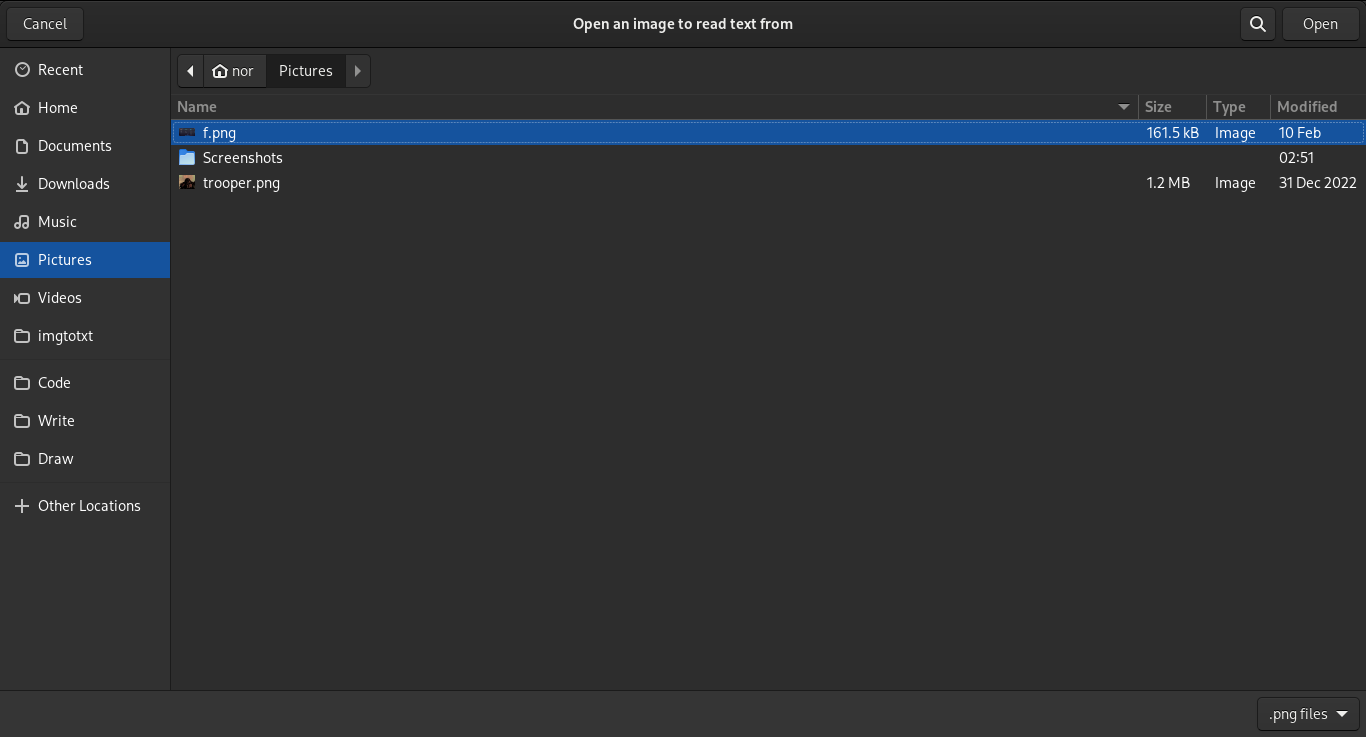 Cancel
Open an image to read text from
Open
Recent
Home
Documents
Downloads
Music
Pictures
Videos
imgtotxt
Code
Write
Draw
Other Locations
nor Pictures
Name Size Type Modified
f.png 161.5 kB Image 10 Feb
Screenshots 02:51
trooper.png 1.2 MB Image 31 Dec 2022
.png files